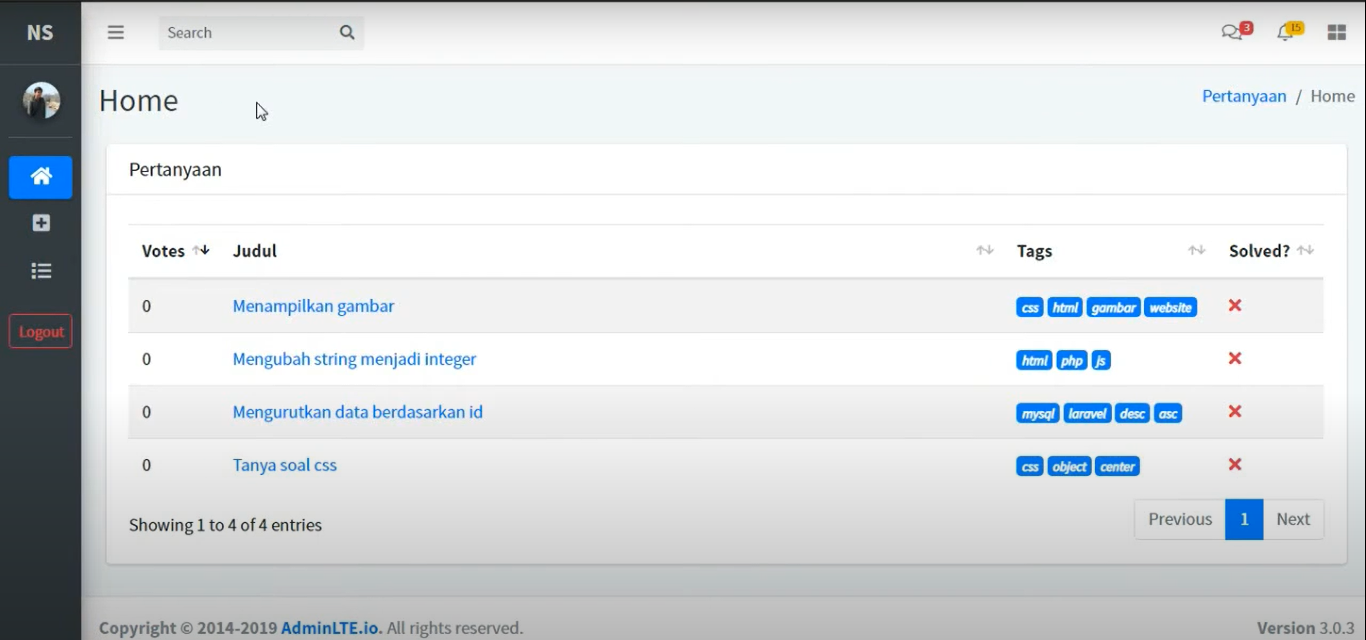 NS
Search
3
15
Home
Pertanyaan / Home
Pertanyaan
Votes Judul Tags Solved?
0 Menampilkan gambar css html gambar website
0 Mengubah string menjadi integer html php js
0 Mengurutkan data berdasarkan id mysql laravel desc asc
0 Tanya soal css css object center
Logout
Showing 1 to 4 of 4 entries
Previous 1 Next
Copyright © 2014-2019 AdminLTE.io. All rights reserved.
Version 3.0.3